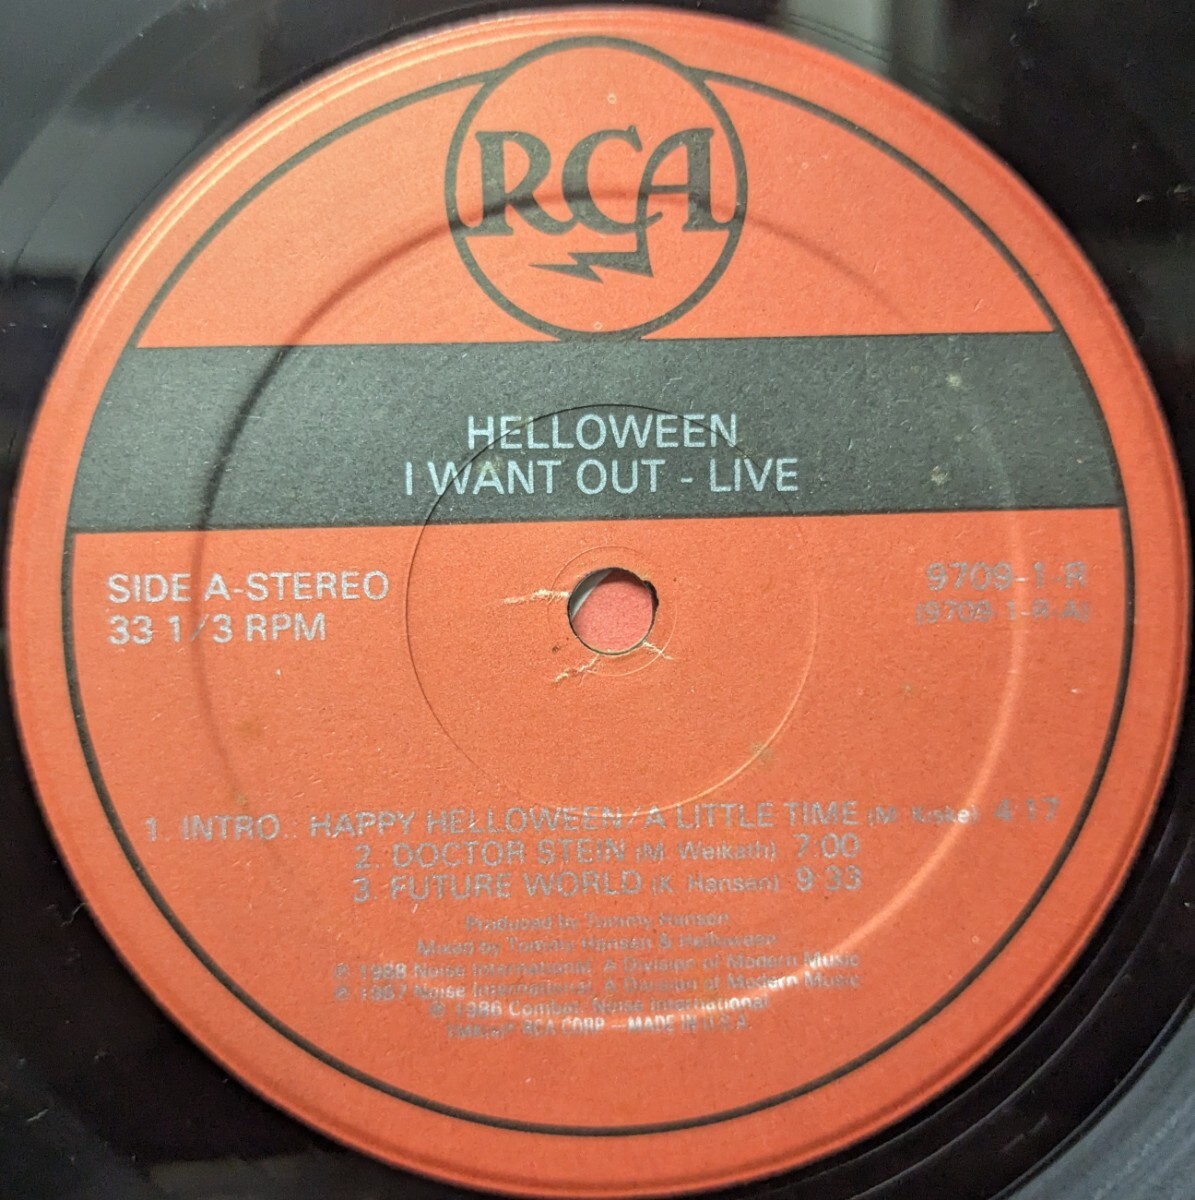 RCA
HELLOWEEN
I WANT OUT - LIVE
SIDE A-STEREO
33 1/3 RPM
9709-1-R
(9709-1-R-A)
1. INTRO.: HAPPY HELLOWEEN/A LITTLE TIME (M. Kiske) 4:17
2. DOCTOR STEIN (M. Weikath) 7:00
3. FUTURE WORLD (K. Hansen) 9:33
Produced by Tommy Hansen
Mixed by Tommy Hansen & Helloween
℗ 1988 Noise International, A Division of Modern Music
℗ 1987 Noise International, A Division of Modern Music
℗ 1986 Combat/Noise International
TMK(s)® RCA CORP.—MADE IN U.S.A.